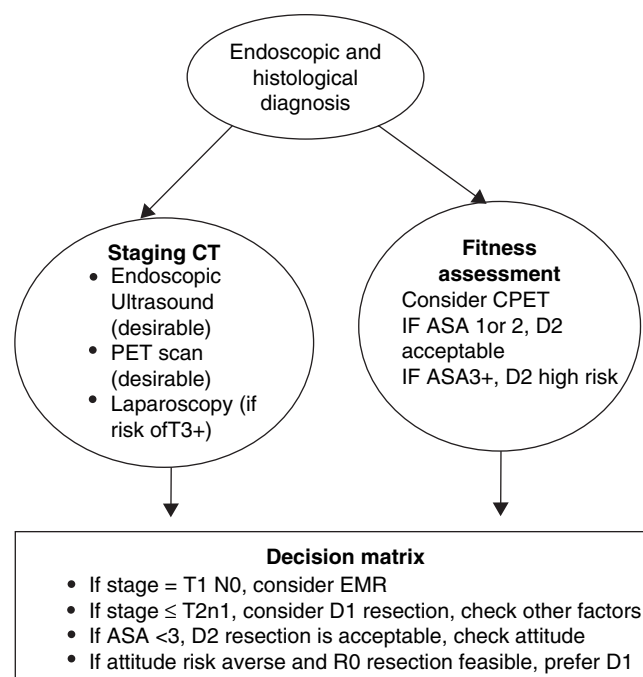 Endoscopic and
histological
diagnosis
Staging CT
• Endoscopic
Ultrasound
(desirable)
• PET scan
(desirable)
• Laparoscopy (if
risk ofT3+)
Fitness
assessment
Consider CPET
IF ASA 1or 2, D2
acceptable
IF ASA3+, D2 high risk
Decision matrix
• If stage = T1 N0, consider EMR
• If stage ≤ T2n1, consider D1 resection, check other factors
• If ASA <3, D2 resection is acceptable, check attitude
• If attitude risk averse and R0 resection feasible, prefer D1